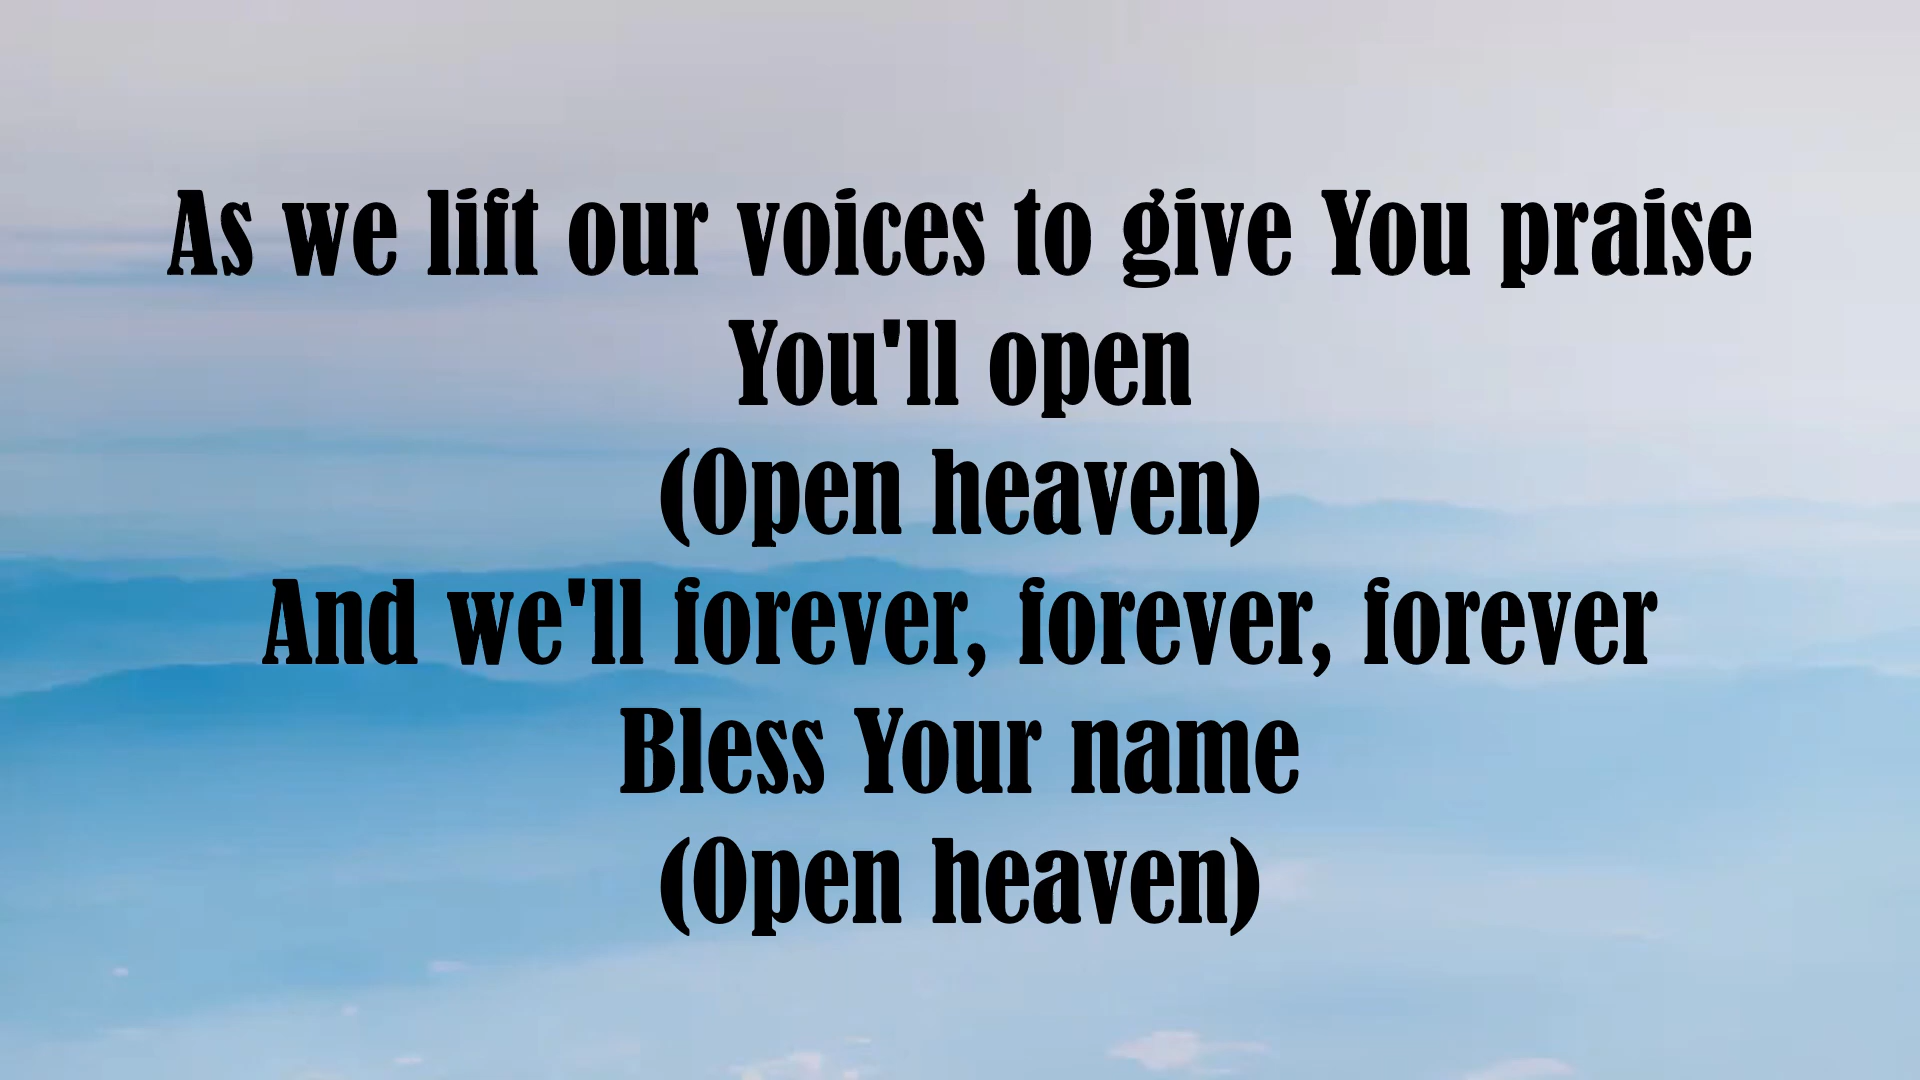 As we lift our voices to give You praise
You'll open
(Open heaven)
And we'll forever, forever, forever
Bless Your name
(Open heaven)